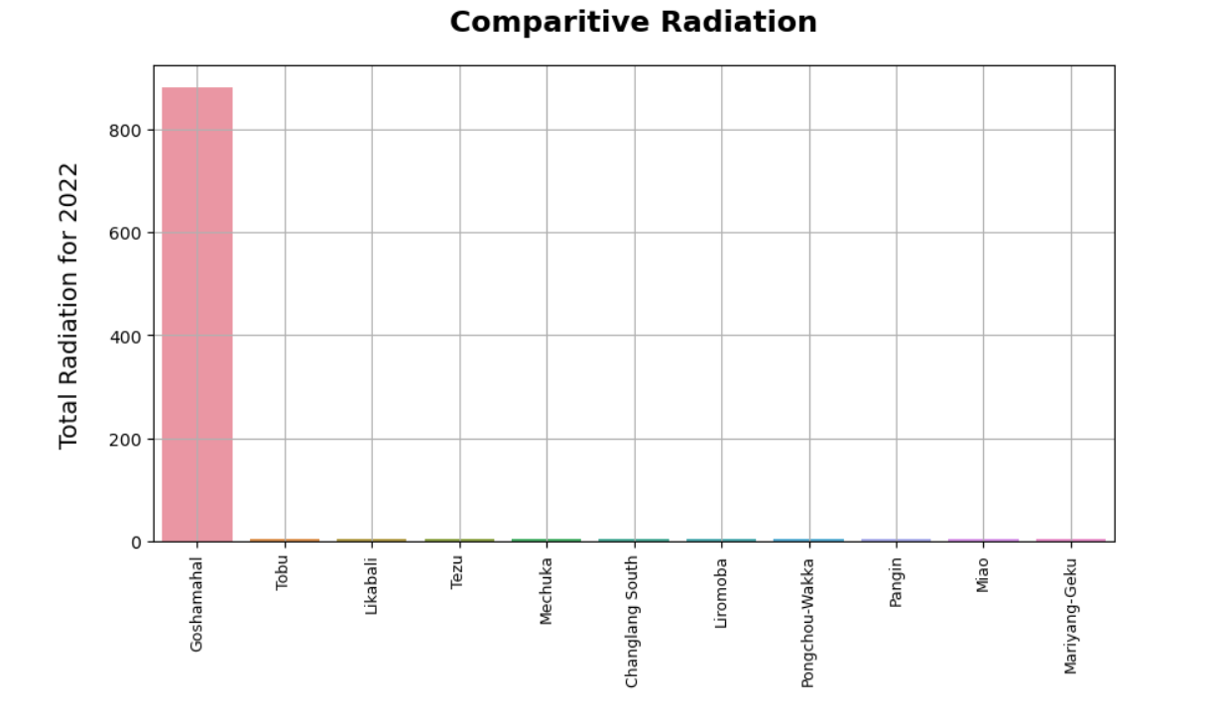 Comparitive Radiation
Total Radiation for 2022
800
600
400
200
0
Goshamahal
Tobu
Likabali
Tezu
Mechuka
Changlang South
Liromoba
Pongchou-Wakka
Pangin
Miao
Mariyang-Geku